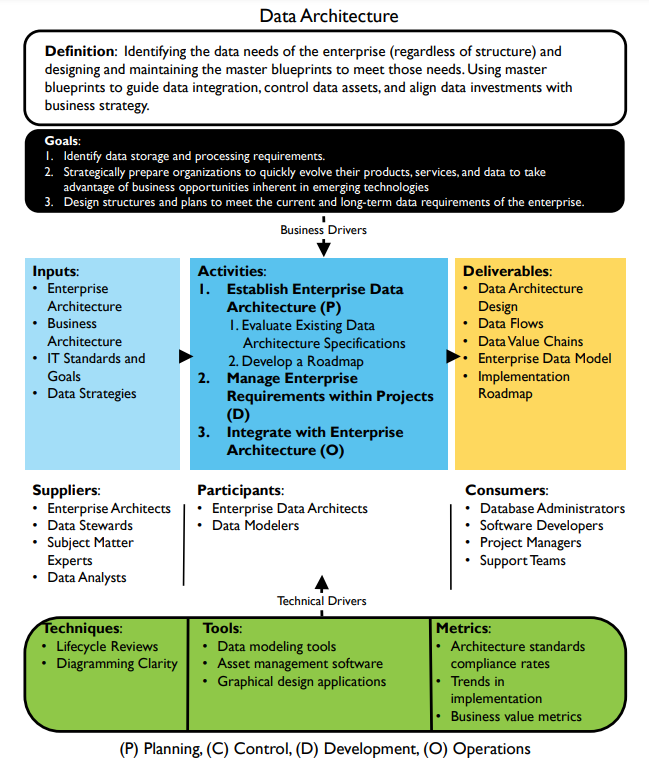 Data Architecture
Definition: Identifying the data needs of the enterprise (regardless of structure) and
designing and maintaining the master blueprints to meet those needs. Using master
blueprints to guide data integration, control data assets, and align data investments with
business strategy.
Goals:
1. Identify data storage and processing requirements.
2. Strategically prepare organizations to quickly evolve their products, services, and data to take
advantage of business opportunities inherent in emerging technologies
3. Design structures and plans to meet the current and long-term data requirements of the enterprise.
Business Drivers
Inputs:
• Enterprise
Architecture
• Business
Architecture
• IT Standards and
Goals
• Data Strategies
Activities:
1. Establish Enterprise Data
Architecture (P)
1. Evaluate Existing Data
Architecture Specifications
2. Develop a Roadmap
2. Manage Enterprise
Requirements within Projects
(D)
3. Integrate with Enterprise
Architecture (O)
Deliverables:
• Data Architecture
Design
• Data Flows
• Data Value Chains
• Enterprise Data Model
• Implementation
Roadmap
Suppliers:
• Enterprise Architects
• Data Stewards
• Subject Matter
Experts
• Data Analysts
Participants:
• Enterprise Data Architects
• Data Modelers
Consumers:
• Database Administrators
• Software Developers
• Project Managers
• Support Teams
Technical Drivers
Techniques:
• Lifecycle Reviews
• Diagramming Clarity
Tools:
• Data modeling tools
• Asset management software
• Graphical design applications
Metrics:
• Architecture standards
compliance rates
• Trends in
implementation
• Business value metrics
(P) Planning, (C) Control, (D) Development, (O) Operations